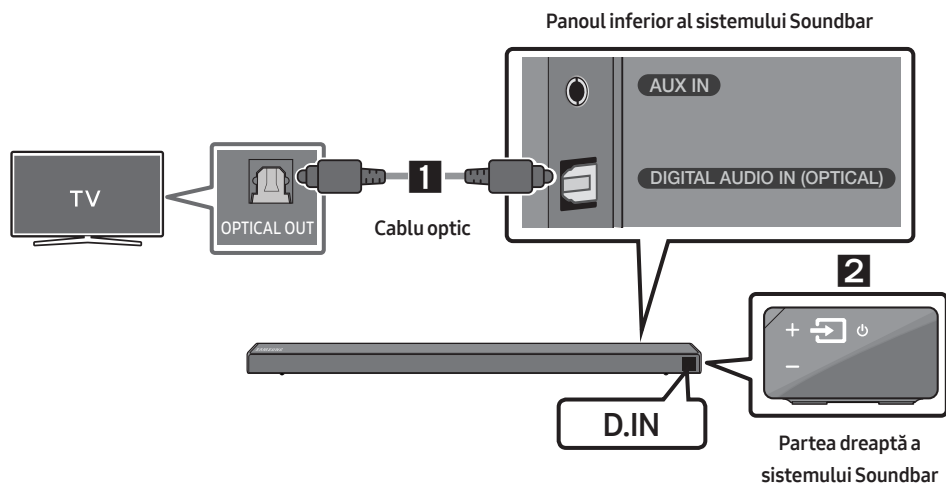 Panoul inferior al sistemului Soundbar
AUX IN
DIGITAL AUDIO IN (OPTICAL)
TV
OPTICAL OUT
1
Cablu optic
2
SAMSUNG
D.IN
Partea dreaptă a
sistemului Soundbar